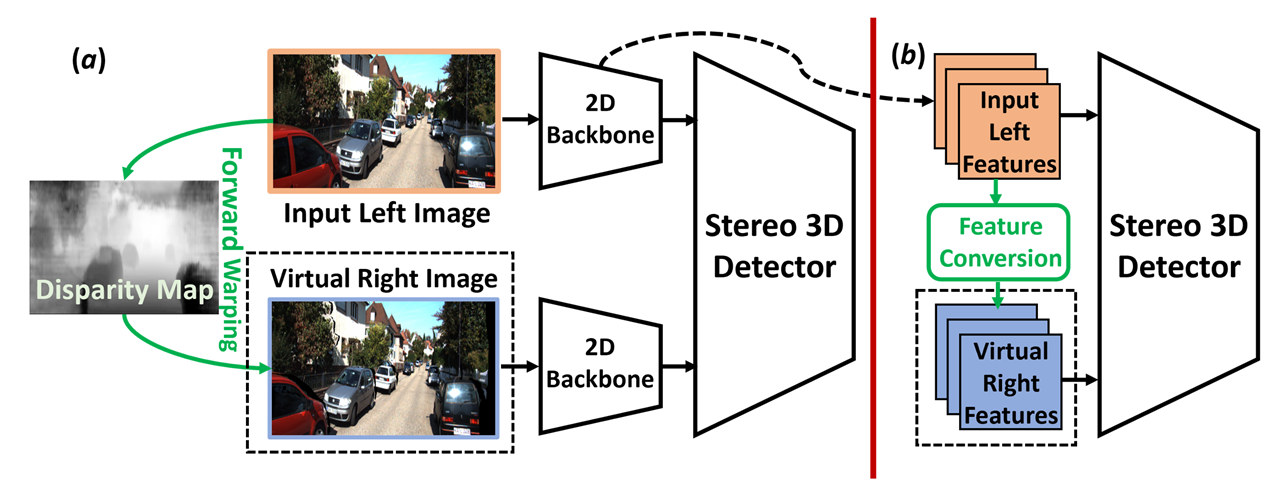 (a)
Input Left Image
Forward Warping
Disparity Map
Virtual Right Image
2D
Backbone
2D
Backbone
Stereo 3D
Detector
(b)
Input
Left
Features
Feature
Conversion
Virtual
Right
Features
Stereo 3D
Detector